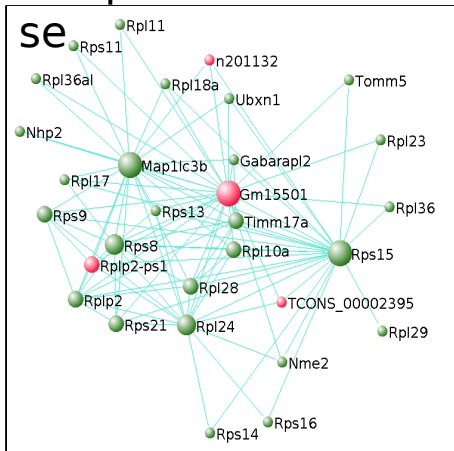 se
Rpl11
Rps11
n201132
Rpl36al
Rpl18a
Tomm5
Ubxn1
Nhp2
Rpl23
Gabarapl2
Map1lc3b
Rpl17
Gm15501
Rpl36
Rps13
Rps9
Timm17a
Rps8
Rpl10a
Rps15
Rplp2-ps1
Rpl28
Rplp2
TCONS_00002395
Rps21
Rpl24
Rpl29
Nme2
Rps16
Rps14